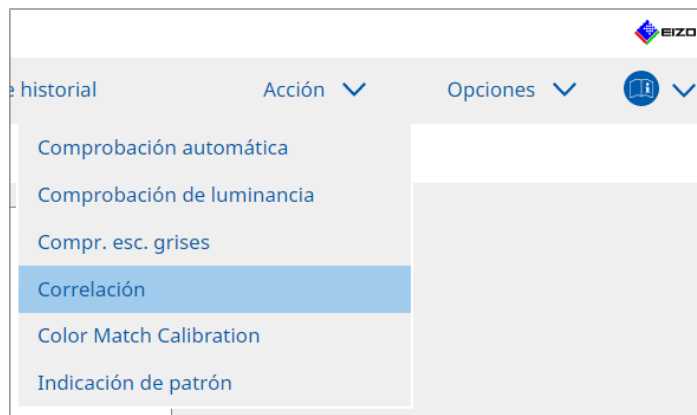 EIZO
e historial Acción Opciones
Comprobación automática
Comprobación de luminancia
Compr. esc. grises
Correlación
Color Match Calibration
Indicación de patrón